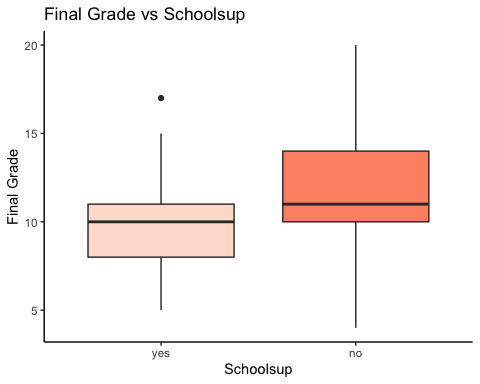 Final Grade vs Schoolsup
Final Grade
20
15
10
5
yes no
Schoolsup